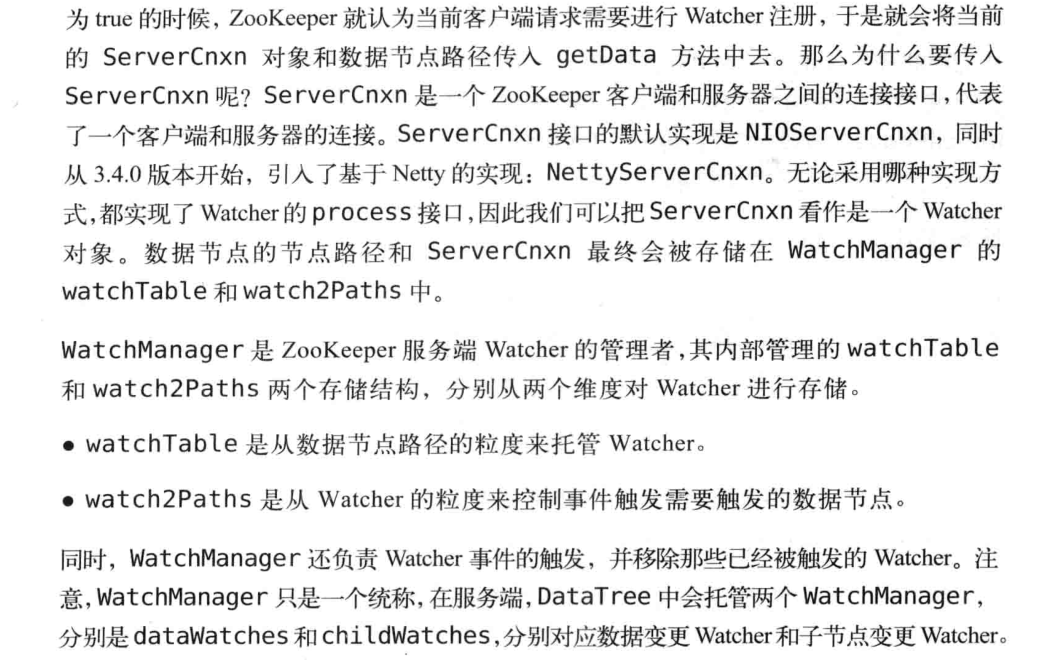 为 true 的时候，ZooKeeper 就认为当前客户端请求需要进行 Watcher 注册，于是就会将当前
的 ServerCnxn 对象和数据节点路径传入 getData 方法中去。那么为什么要传入
ServerCnxn 呢？ServerCnxn 是一个 ZooKeeper 客户端和服务器之间的连接接口，代表
了一个客户端和服务器的连接。ServerCnxn 接口的默认实现是 NIOServerCnxn，同时
从 3.4.0 版本开始，引入了基于 Netty 的实现：NettyServerCnxn。无论采用哪种实现方
式，都实现了 Watcher 的 process 接口，因此我们可以把 ServerCnxn 看作是一个 Watcher
对象。数据节点的节点路径和 ServerCnxn 最终会被存储在 WatchManager 的
watchTable 和 watch2Paths 中。
WatchManager 是 ZooKeeper 服务端 Watcher 的管理者，其内部管理的 watchTable
和 watch2Paths 两个存储结构，分别从两个维度对 Watcher 进行存储。
● watchTable 是从数据节点路径的粒度来托管 Watcher。
● watch2Paths 是从 Watcher 的粒度来控制事件触发需要触发的数据节点。
同时，WatchManager 还负责 Watcher 事件的触发，并移除那些已经被触发的 Watcher。注
意，WatchManager 只是一个统称，在服务端，DataTree 中会托管两个 WatchManager，
分别是 dataWatches 和 childWatches，分别对应数据变更 Watcher 和子节点变更 Watcher。